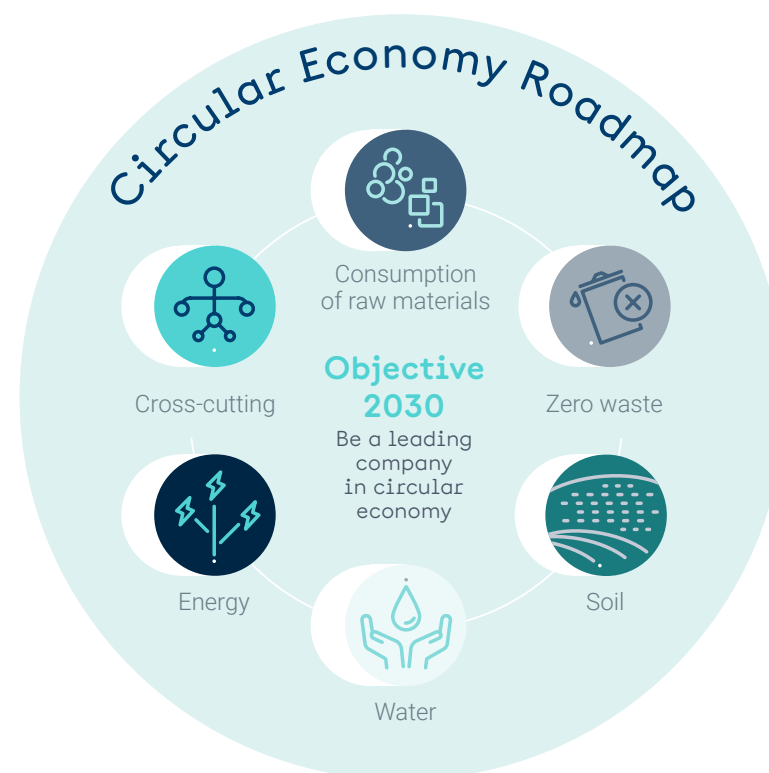 Circular Economy Roadmap
Consumption
of raw materials
Cross-cutting
Zero waste
Objective
2030
Be a leading
company
in circular
economy
Energy
Soil
Water